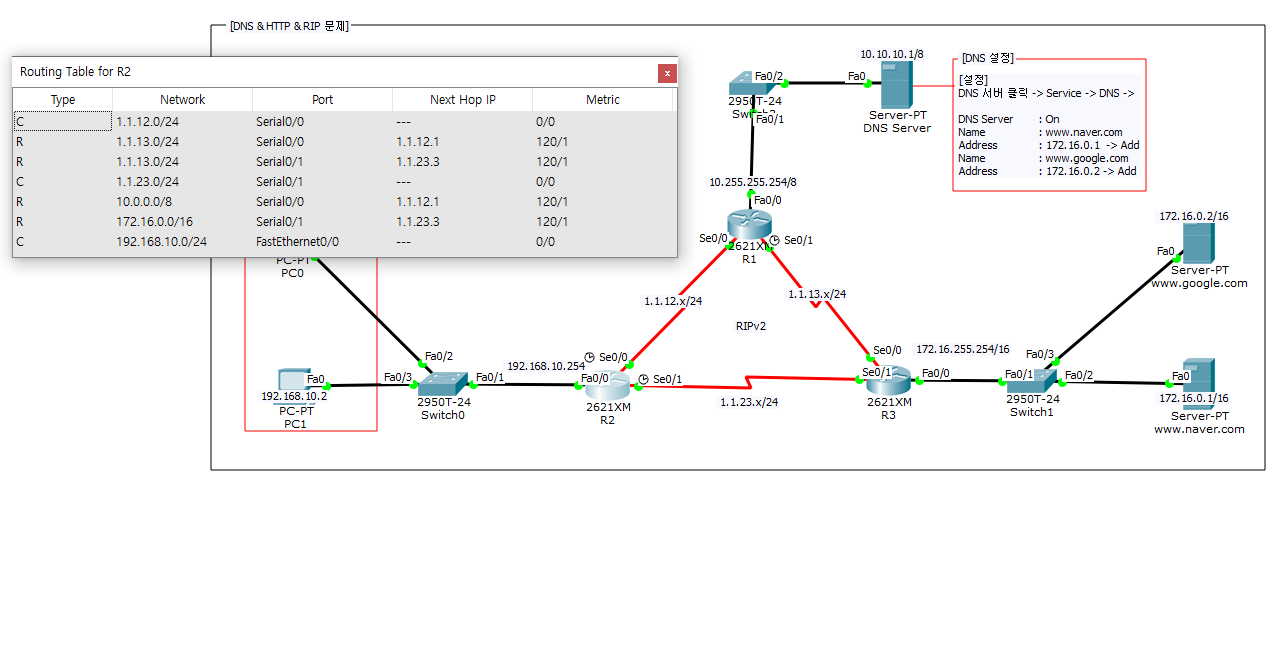 [DNS & HTTP & RIP 문제]
Routing Table for R2
x
Type Network Port Next Hop IP Metric
C 1.1.12.0/24 Serial0/0 --- 0/0
R 1.1.13.0/24 Serial0/0 1.1.12.1 120/1
R 1.1.13.0/24 Serial0/1 1.1.23.3 120/1
C 1.1.23.0/24 Serial0/1 --- 0/0
R 10.0.0.0/8 Serial0/0 1.1.12.1 120/1
R 172.16.0.0/16 Serial0/1 1.1.23.3 120/1
C 192.168.10.0/24 FastEthernet0/0 --- 0/0
10.10.10.1/8
Fa0/2
Fa0
2950T-24
Fa0/1
Server-PT
DNS Server
[DNS 설정]
[설정]
DNS 서버 클릭 -> Service -> DNS ->
DNS Server : On
Name : www.naver.com
Address : 172.16.0.1 -> Add
Name : www.google.com
Address : 172.16.0.2 -> Add
10.255.255.254/8
Fa0/0
Se0/0
Se0/1
2621XM
R1
1.1.12.x/24
1.1.13.x/24
RIPv2
172.16.0.2/16
Fa0
Server-PT
www.google.com
PC-PT
PC0
Fa0/2
Fa0
Fa0/3
192.168.10.2
PC-PT
PC1
Fa0/1
2950T-24
Switch0
192.168.10.254
Fa0/0
Se0/0
Se0/1
2621XM
R2
1.1.23.x/24
Se0/0
Se0/1
Fa0/0
2621XM
R3
172.16.255.254/16
Fa0/3
Fa0/1
Fa0/2
2950T-24
Switch1
Fa0
172.16.0.1/16
Server-PT
www.naver.com